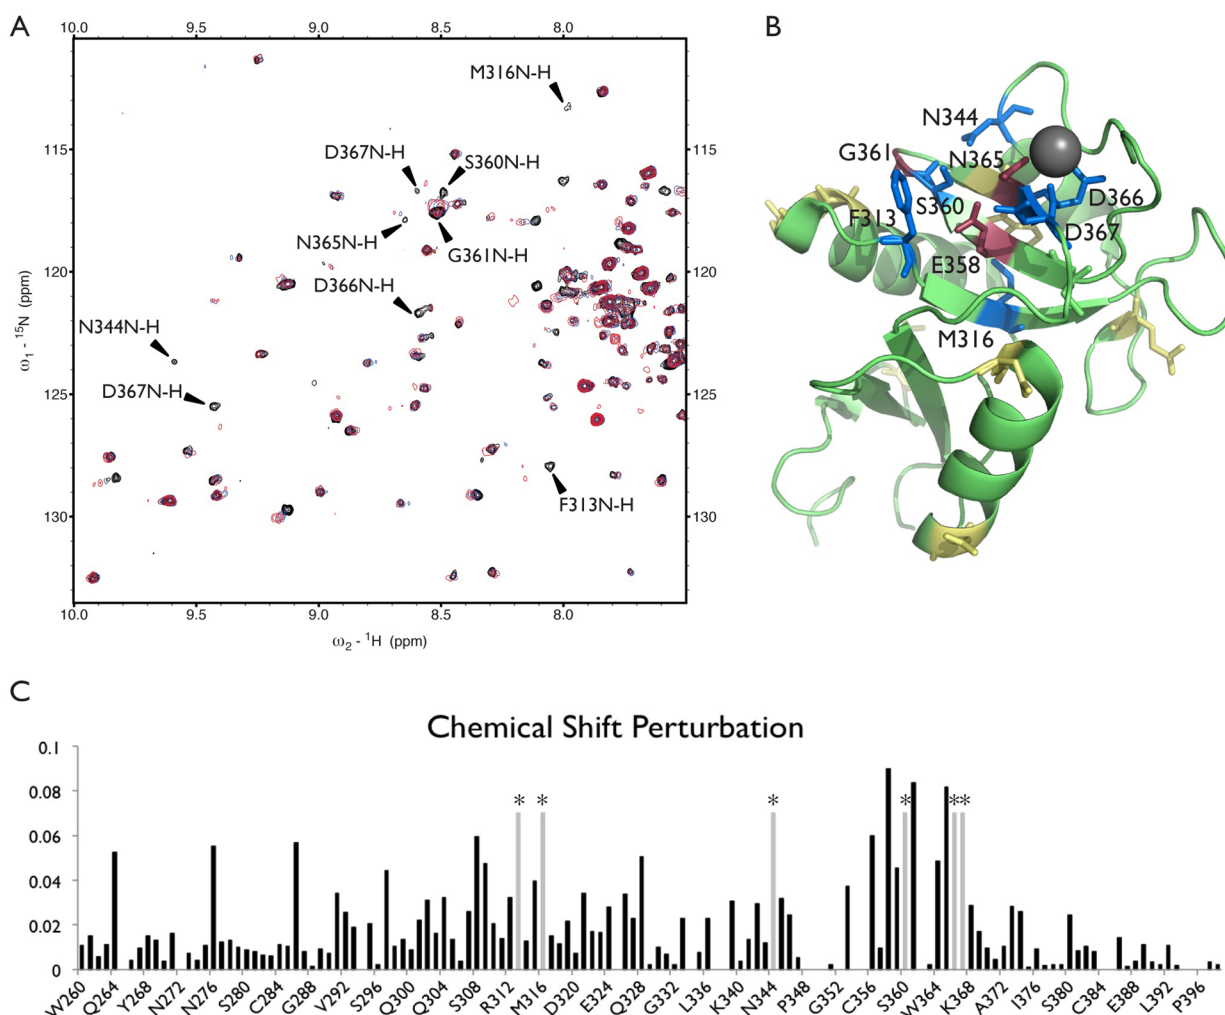 A
B
10.0 9.5 9.0 8.5 8.0
M316N-H
D367N-H
S360N-H
N365N-H
G361N-H
D366N-H
N344N-H
D367N-H
F313N-H
115
120
125
130
ω1 - 15N (ppm)
115
120
125
130
10.0 9.5 9.0 8.5 8.0
ω2 - 1H (ppm)
N344
G361
N365
S360
D366
F313
D367
E358
M316
C
Chemical Shift Perturbation
0.1
0.08
0.06
0.04
0.02
0
* * * * * *
W260 Q264 Y268 N272 N276 S280 C284 G288 V292 S296 Q300 Q304 S308 R312 M316 D320 E324 Q328 G332 L336 K340 N344 P348 G352 C356 S360 W364 K368 A372 I376 S380 C384 E388 L392 P396